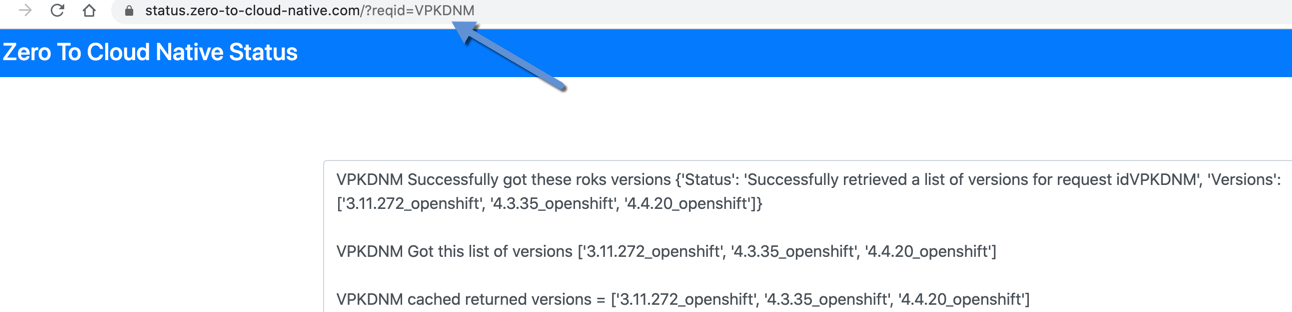 status.zero-to-cloud-native.com/?reqid=VPKDNM
Zero To Cloud Native Status
VPKDNM Successfully got these roks versions {'Status': 'Successfully retrieved a list of versions for request idVPKDNM', 'Versions':
['3.11.272_openshift', '4.3.35_openshift', '4.4.20_openshift']}
VPKDNM Got this list of versions ['3.11.272_openshift', '4.3.35_openshift', '4.4.20_openshift']
VPKDNM cached returned versions = ['3.11.272_openshift', '4.3.35_openshift', '4.4.20_openshift']